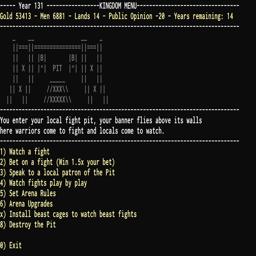 ----- Year 131 ---------------KINGDOM MENU------------------------------
Gold 53413 - Men 6881 - Lands 14 - Public Opinion -20 - Years remaining: 14
PIT
You enter your local fight pit, your banner flies above its walls
here warriors come to fight and locals come to watch.
1) Watch a fight
2) Bet on a fight (Win 1.5x your bet)
3) Speak to a local patron of the Pit
4) Watch fights play by play
5) Set Arena Rules
6) Arena Upgrades
x) Install beast cages to watch beast fights
8) Destroy the Pit
0) Exit